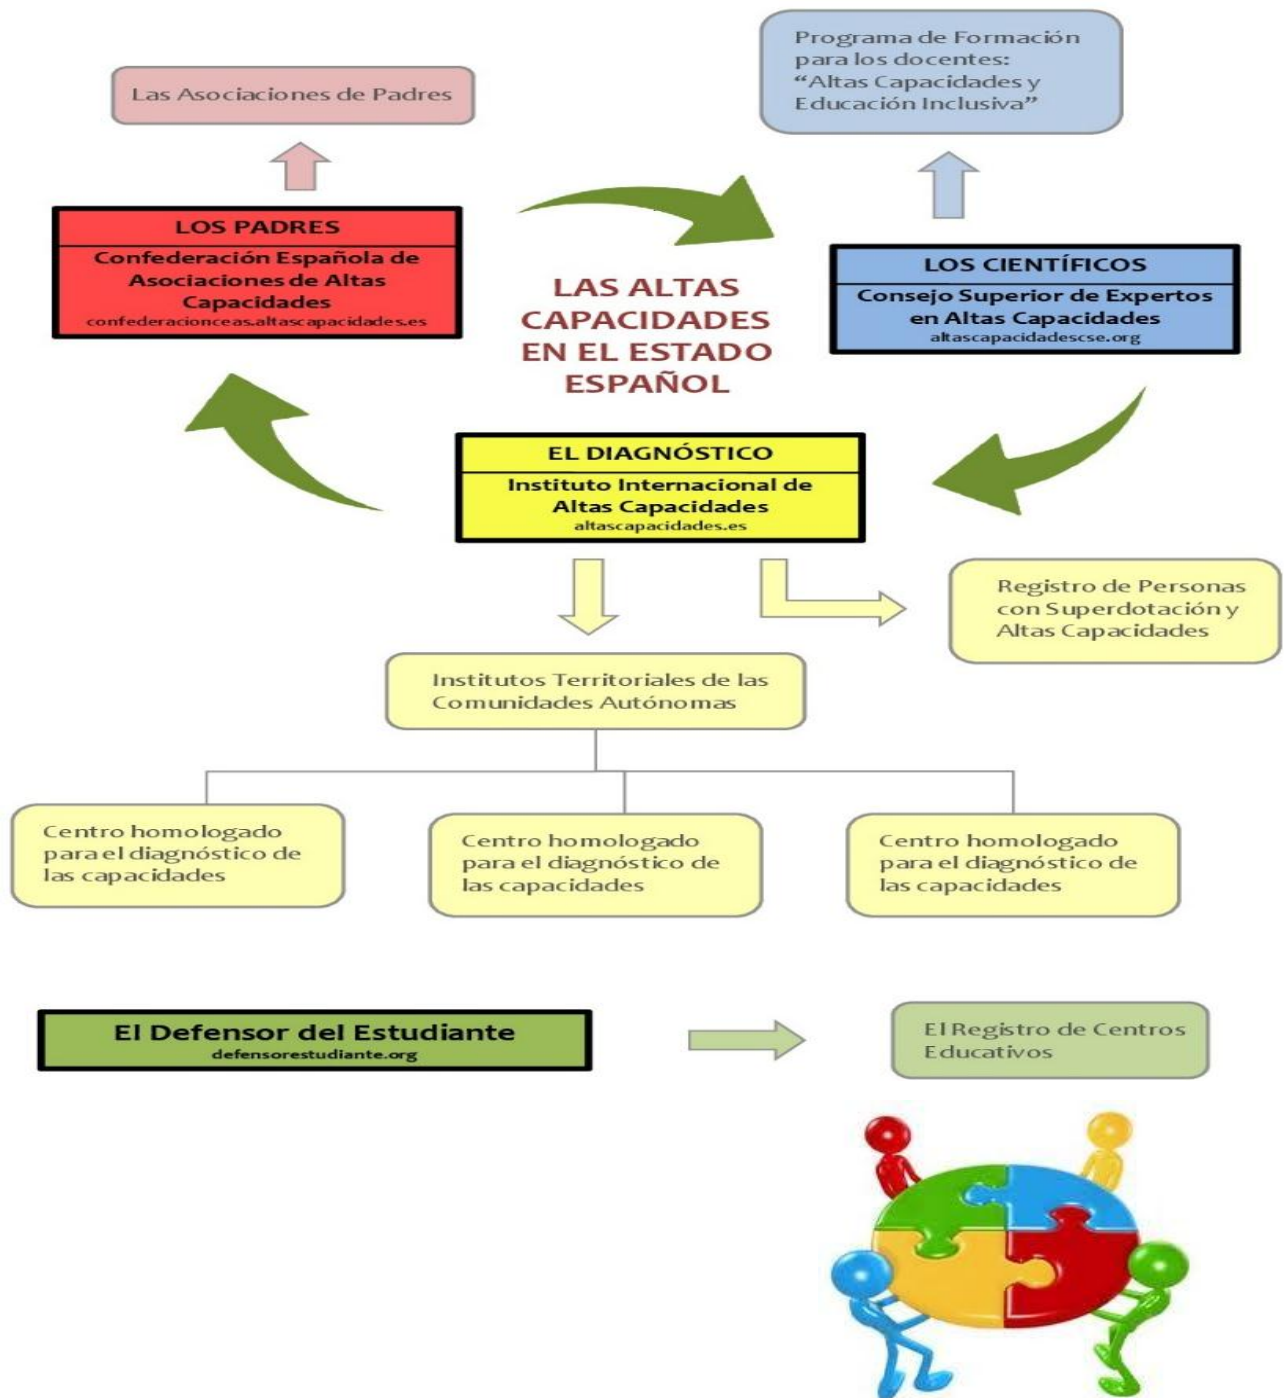 Programa de Formación
para los docentes:
“Altas Capacidades y
Educación Inclusiva”
Las Asociaciones de Padres
LOS PADRES
Confederación Española de
Asociaciones de Altas
Capacidades
confederacionceas.altascapacidades.es
LAS ALTAS
CAPACIDADES
EN EL ESTADO
ESPAÑOL
LOS CIENTÍFICOS
Consejo Superior de Expertos
en Altas Capacidades
altascapacidadescse.org
EL DIAGNÓSTICO
Instituto Internacional de
Altas Capacidades
altascapacidades.es
Registro de Personas
con Superdotación y
Altas Capacidades
Institutos Territoriales de las
Comunidades Autónomas
Centro homologado
para el diagnóstico de
las capacidades
Centro homologado
para el diagnóstico de
las capacidades
Centro homologado
para el diagnóstico de
las capacidades
El Defensor del Estudiante
defensorestudiante.org
El Registro de Centros
Educativos